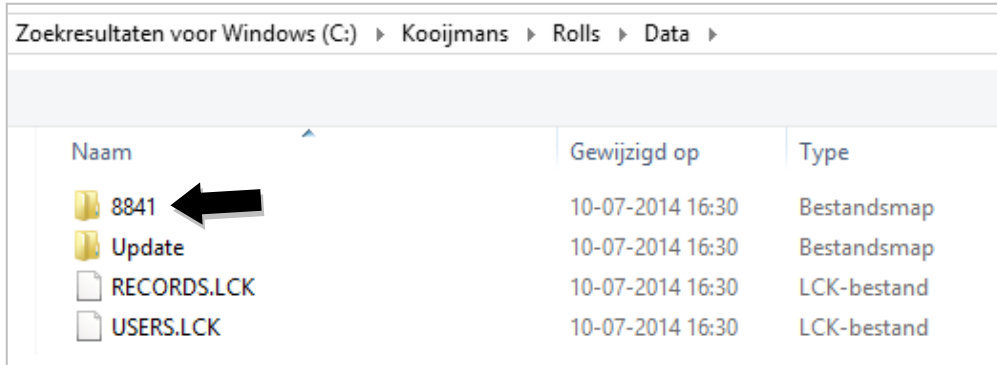 Zoekresultaten voor Windows (C:) ▸ Kooijmans ▸ Rolls ▸ Data ▸
Naam Gewijzigd op Type
8841 10-07-2014 16:30 Bestandsmap
Update 10-07-2014 16:30 Bestandsmap
RECORDS.LCK 10-07-2014 16:30 LCK-bestand
USERS.LCK 10-07-2014 16:30 LCK-bestand